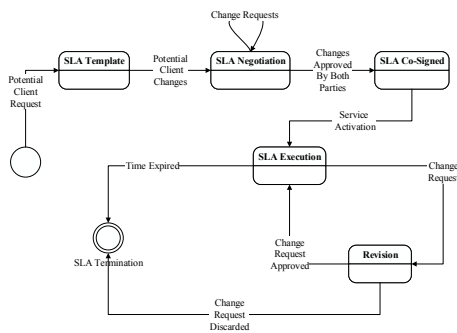 Change Requests
SLA Template
Potential
Client
Changes
SLA Negotiation
Changes
Approved
By Both
Parties
SLA Co-Signed
Potential
Client
Request
Service
Activation
SLA Execution
Time Expired
Change
Request
SLA Termination
Change
Request
Approved
Revision
Change
Request
Discarded